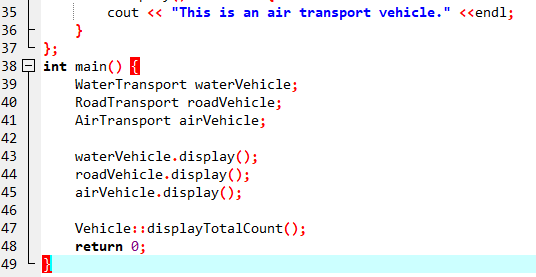 35 cout << "This is an air transport vehicle." <<endl;
36 }
37 };
38 int main() {
39 WaterTransport waterVehicle;
40 RoadTransport roadVehicle;
41 AirTransport airVehicle;
42
43 waterVehicle.display();
44 roadVehicle.display();
45 airVehicle.display();
46
47 Vehicle::displayTotalCount();
48 return 0;
49 }